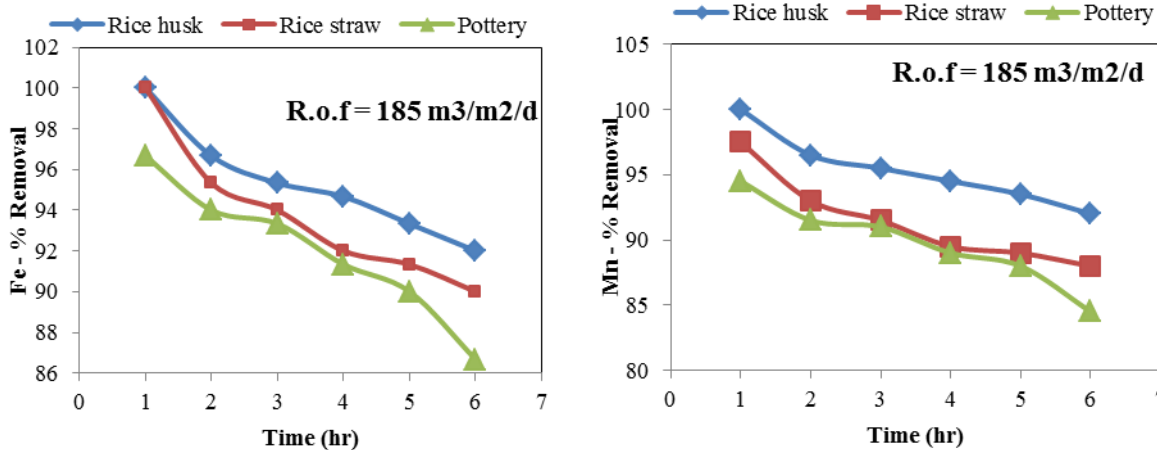 Rice husk Rice straw Pottery
R.o.f = 185 m3/m2/d
Fe - % Removal
102
100
98
96
94
92
90
88
86
0 1 2 3 4 5 6 7
Time (hr)
Rice husk Rice straw Pottery
R.o.f = 185 m3/m2/d
Mn - % Removal
105
100
95
90
85
80
0 1 2 3 4 5 6 7
Time (hr)